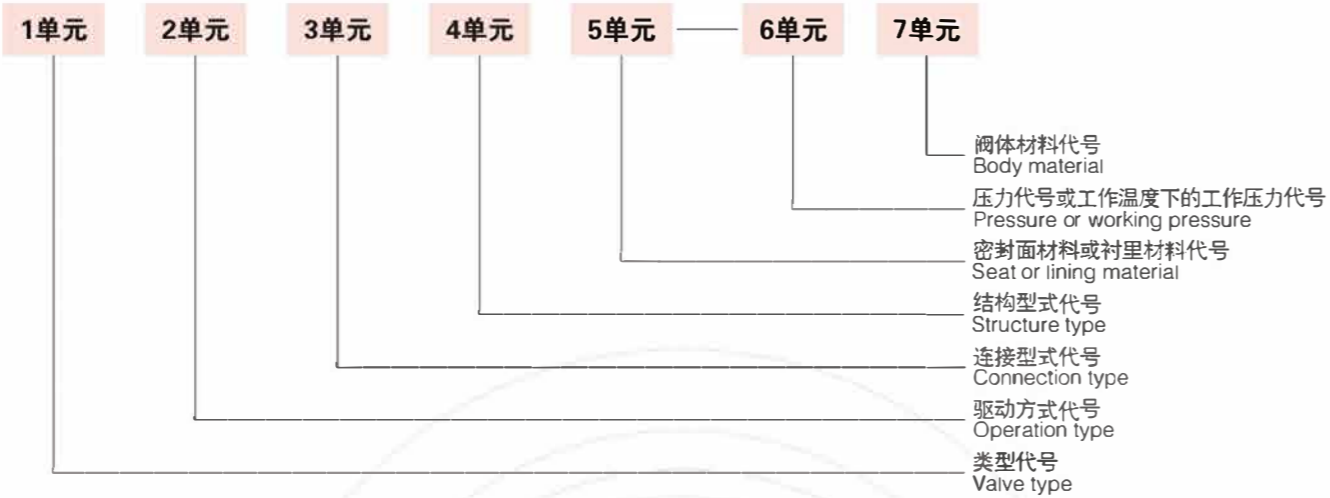 1单元 2单元 3单元 4单元 5单元 6单元 7单元
阀体材料代号
Body material
压力代号或工作温度下的工作压力代号
Pressure or working pressure
密封面材料或衬里材料代号
Seat or lining material
结构型式代号
Structure type
连接型式代号
Connection type
驱动方式代号
Operation type
类型代号
Valve type